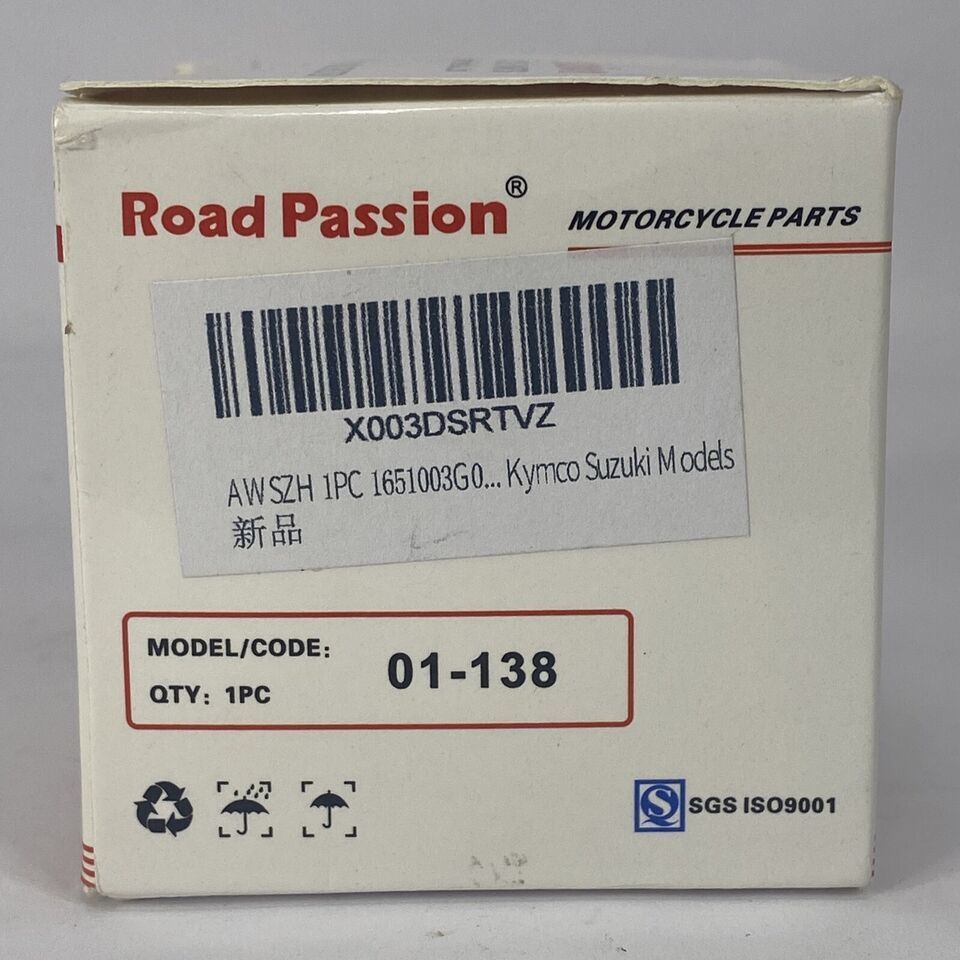 Road Passion®
MOTORCYCLE PARTS
X003DSRTVZ
AWSZH 1PC 1651003G0... Kymco Suzuki Models
新品
MODEL/CODE:
01-138
QTY: 1PC
SGS ISO9001